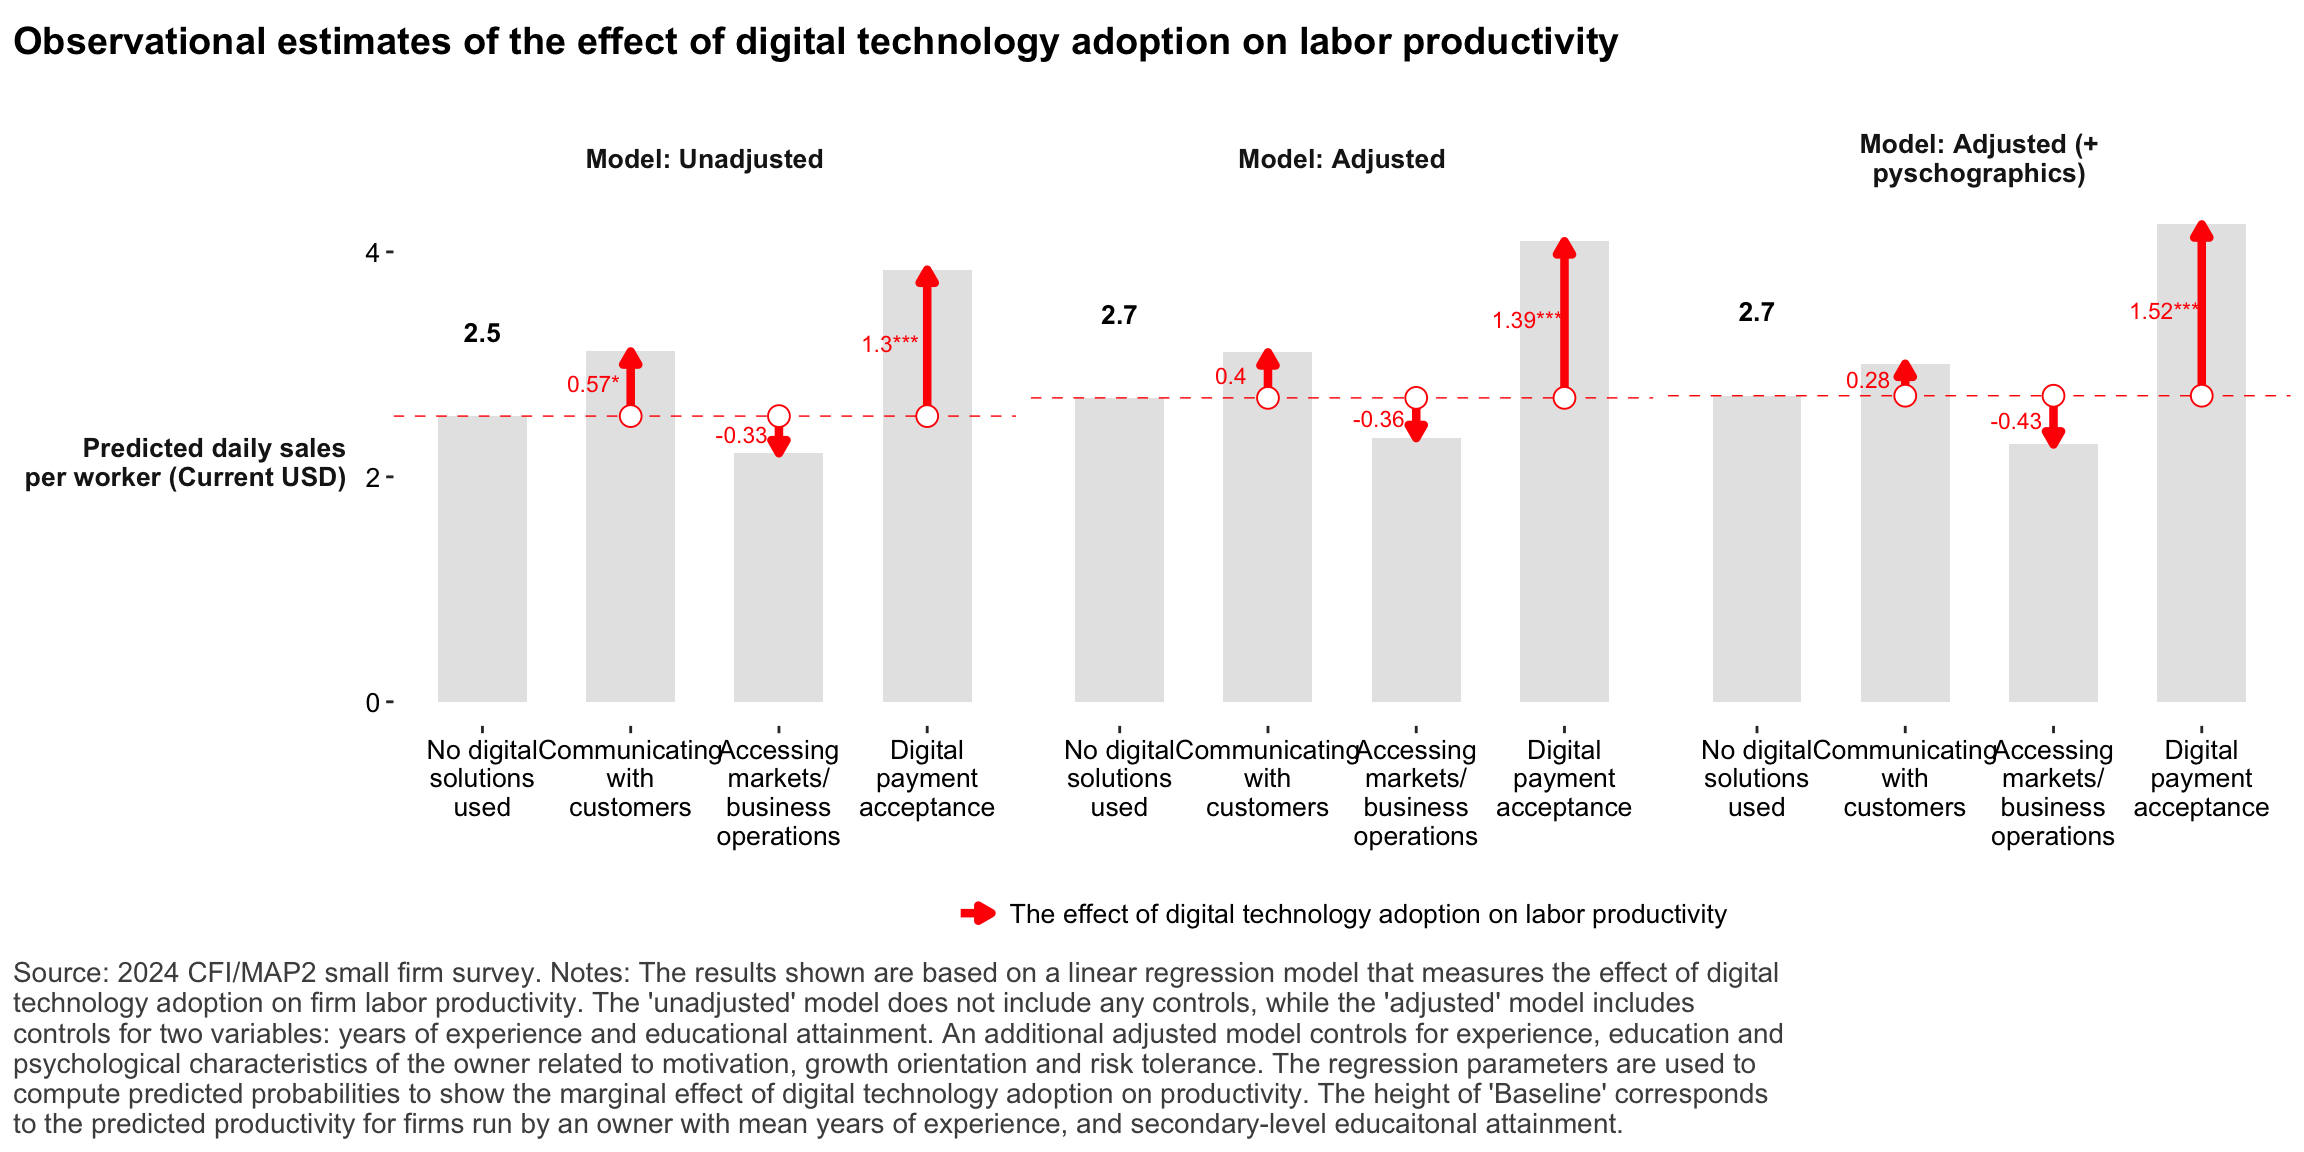 Observational estimates of the effect of digital technology adoption on labor productivity
Model: Unadjusted
Model: Adjusted
Model: Adjusted (+
pyschographics)
Predicted daily sales
per worker (Current USD)
4
2
0
2.5
0.57*
-0.33
1.3***
2.7
0.4
-0.36
1.39***
2.7
0.28
-0.43
1.52***
No digital
solutions
used
Communicating
with
customers
Accessing
markets/
business
operations
Digital
payment
acceptance
No digital
solutions
used
Communicating
with
customers
Accessing
markets/
business
operations
Digital
payment
acceptance
No digital
solutions
used
Communicating
with
customers
Accessing
markets/
business
operations
Digital
payment
acceptance
The effect of digital technology adoption on labor productivity
Source: 2024 CFI/MAP2 small firm survey. Notes: The results shown are based on a linear regression model that measures the effect of digital
technology adoption on firm labor productivity. The 'unadjusted' model does not include any controls, while the 'adjusted' model includes
controls for two variables: years of experience and educational attainment. An additional adjusted model controls for experience, education and
psychological characteristics of the owner related to motivation, growth orientation and risk tolerance. The regression parameters are used to
compute predicted probabilities to show the marginal effect of digital technology adoption on productivity. The height of 'Baseline' corresponds
to the predicted productivity for firms run by an owner with mean years of experience, and secondary-level educaitonal attainment.